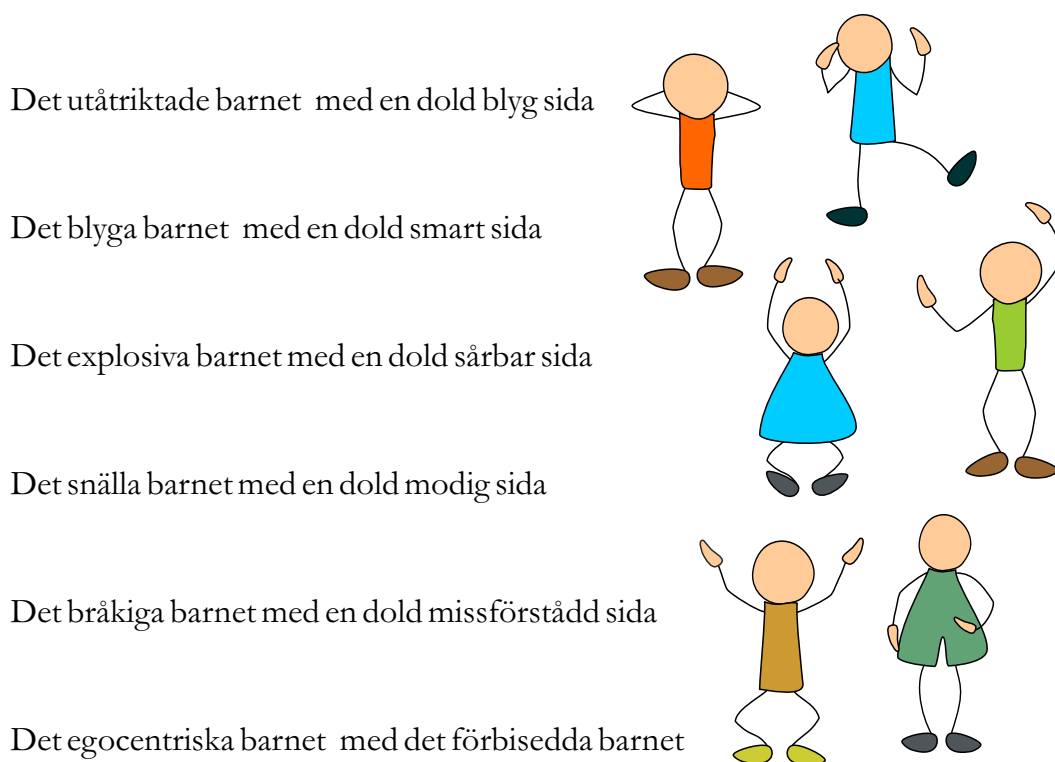 Det utåtriktade barnet med en dold blyg sida
Det blyga barnet med en dold smart sida
Det explosiva barnet med en dold sårbar sida
Det snälla barnet med en dold modig sida
Det bråkiga barnet med en dold missförstådd sida
Det egocentriska barnet med det förbisedda barnet